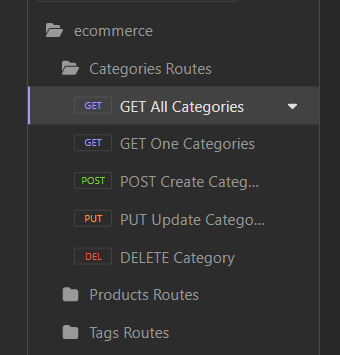 ecommerce
Categories Routes
GET GET All Categories
GET GET One Categories
POST POST Create Categ...
PUT PUT Update Catego...
DEL DELETE Category
Products Routes
Tags Routes